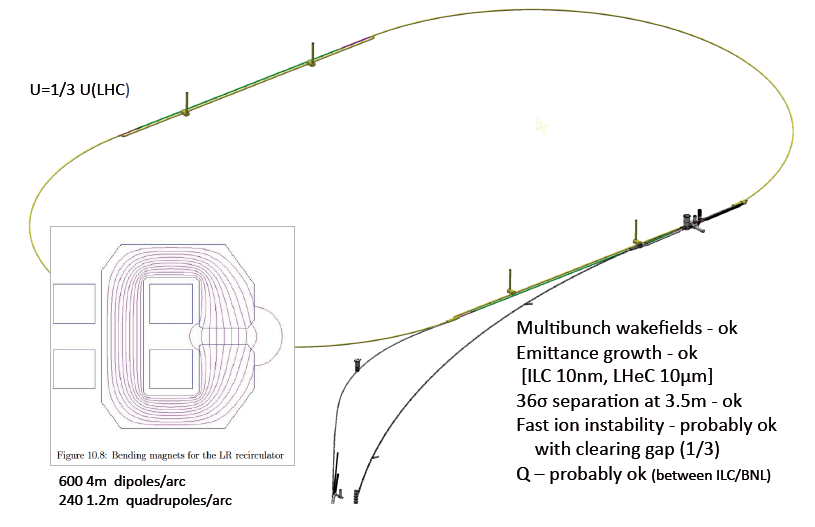 U=1/3 U(LHC)
Multibunch wakefields - ok
Emittance growth - ok
[ILC 10nm, LHeC 10μm]
36σ separation at 3.5m - ok
Fast ion instability - probably ok
with clearing gap (1/3)
Q – probably ok (between ILC/BNL)
Figure 10.8: Bending magnets for the LR recirculator
600 4m dipoles/arc
240 1.2m quadrupoles/arc